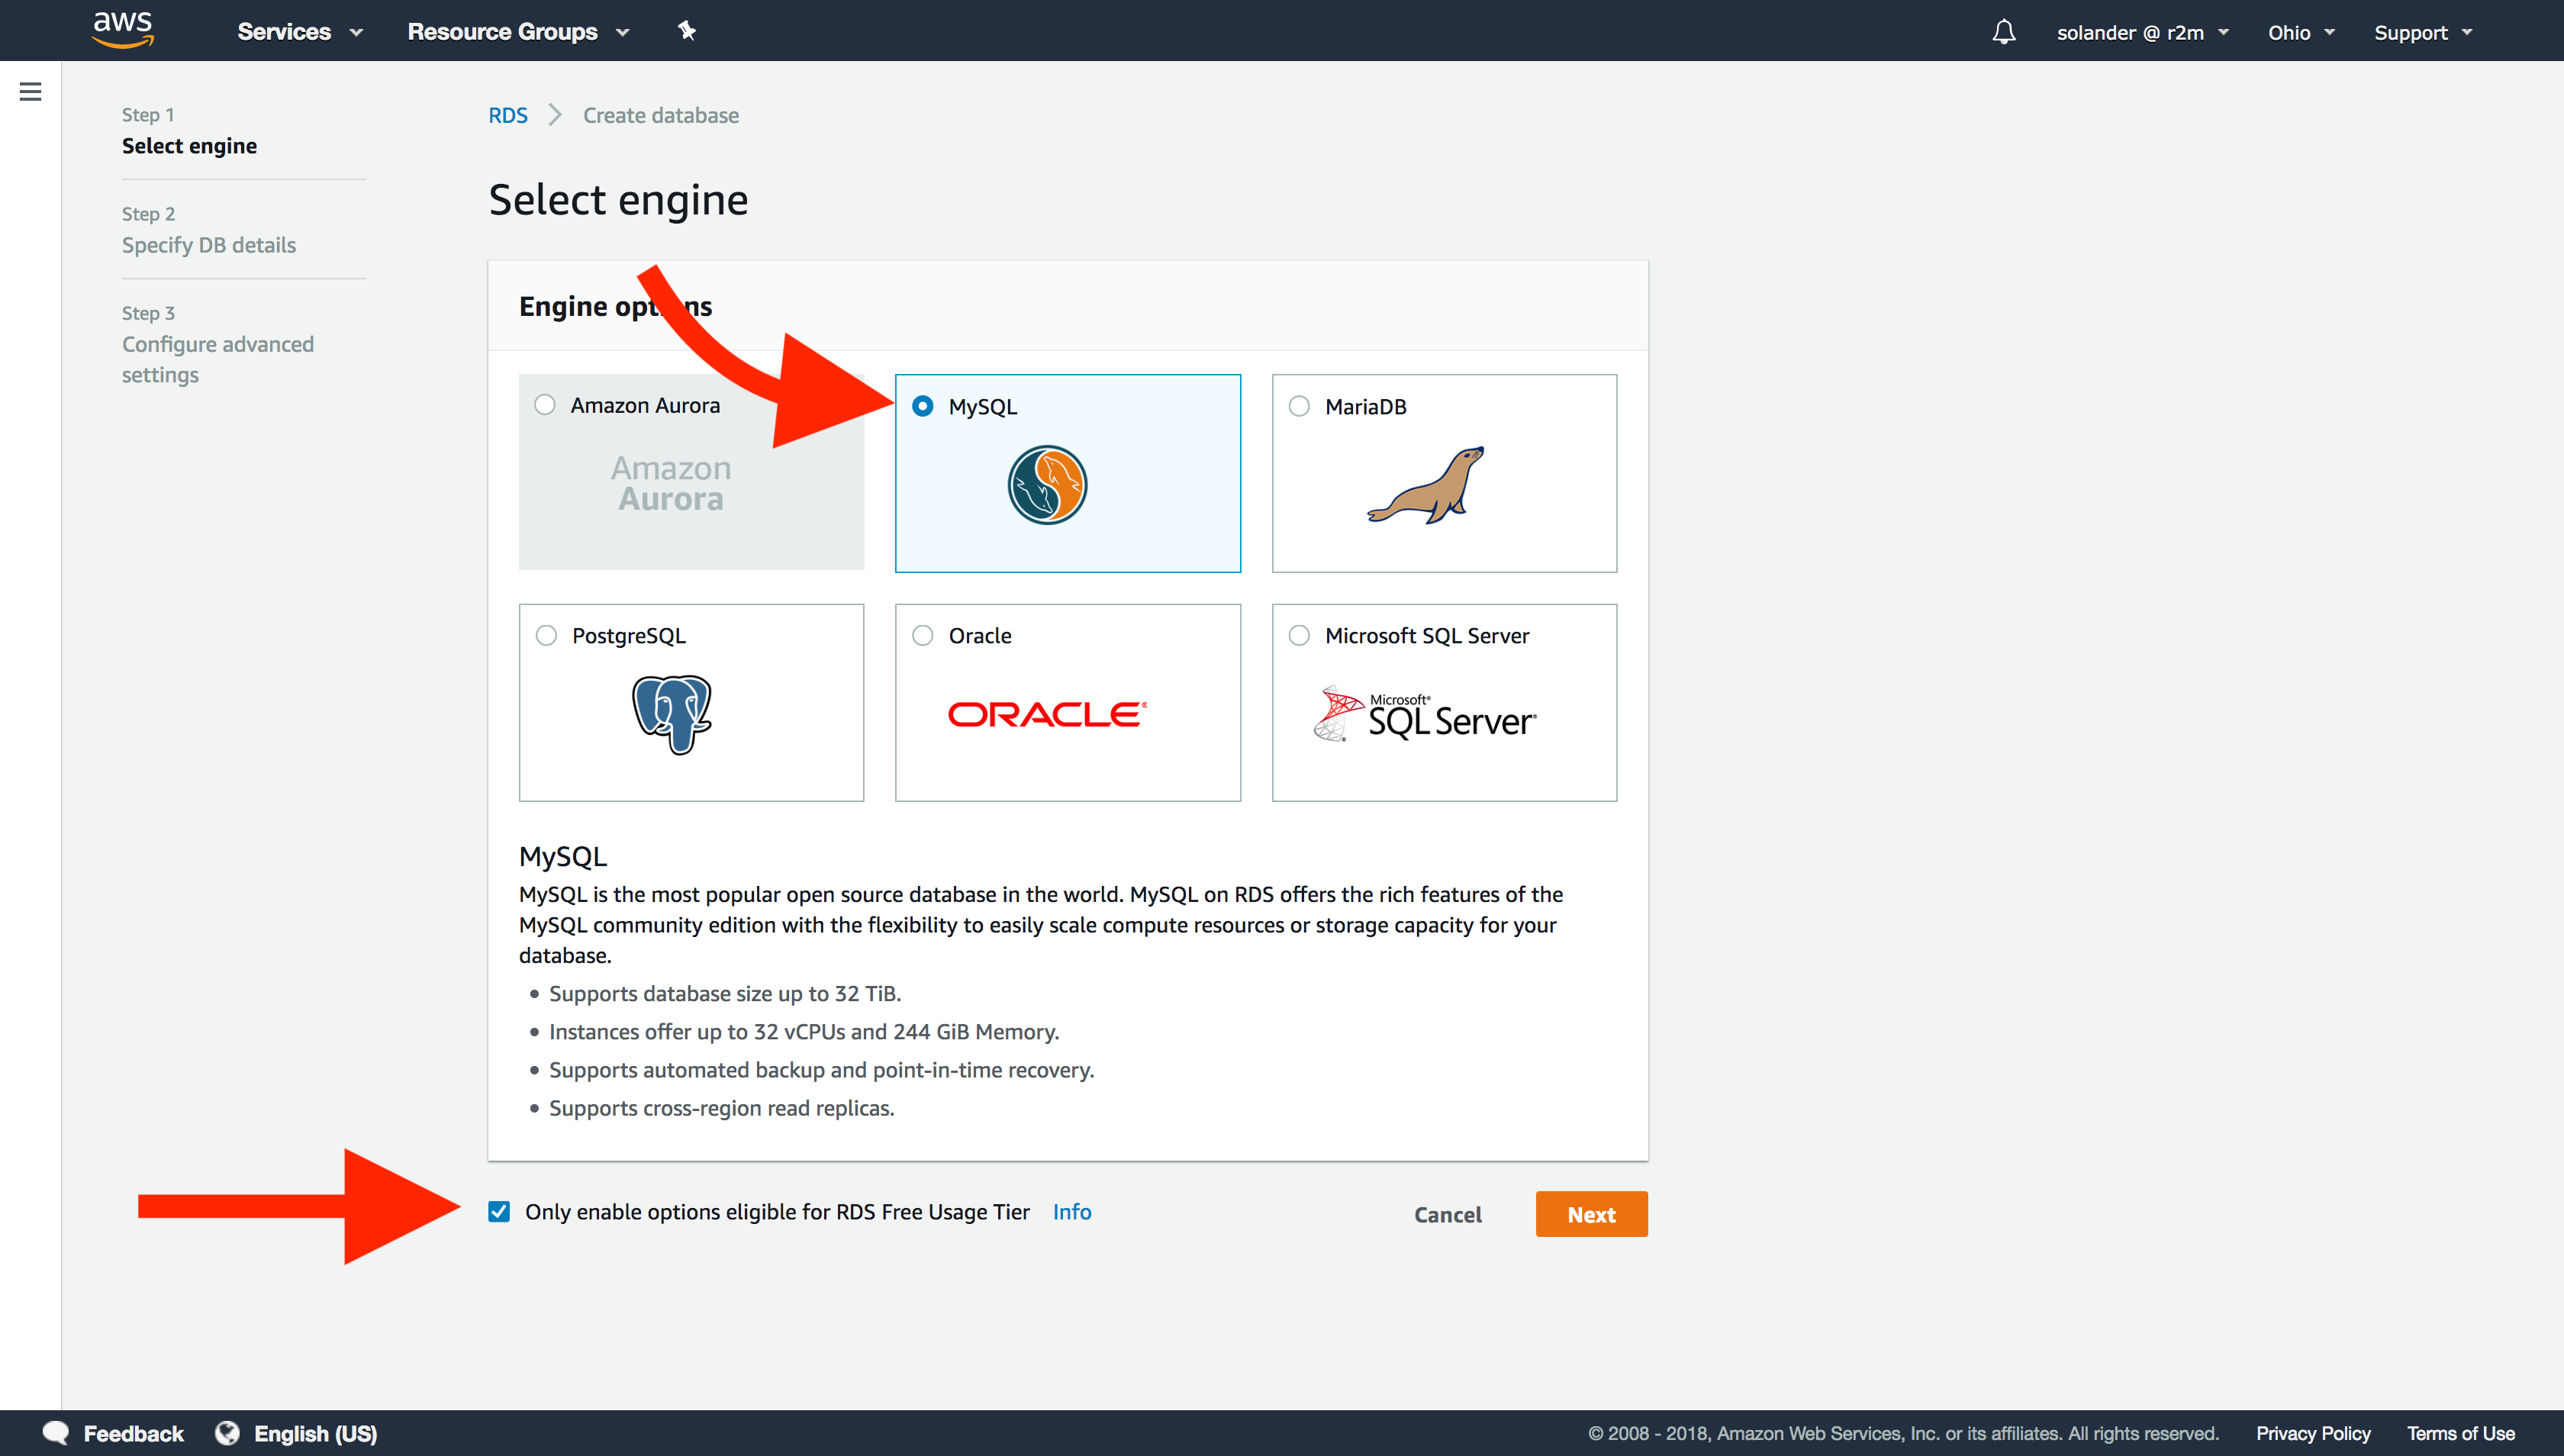 aws
Services
Resource Groups
solander @ r2m
Ohio
Support
Step 1
Select engine
Step 2
Specify DB details
Step 3
Configure advanced
settings
RDS
Create database
Select engine
Engine options
Amazon Aurora
Amazon
Aurora
MySQL
MariaDB
PostgreSQL
Oracle
ORACLE®
Microsoft SQL Server
Microsoft®
SQL Server®
MySQL
MySQL is the most popular open source database in the world. MySQL on RDS offers the rich features of the
MySQL community edition with the flexibility to easily scale compute resources or storage capacity for your
database.
• Supports database size up to 32 TiB.
• Instances offer up to 32 vCPUs and 244 GiB Memory.
• Supports automated backup and point-in-time recovery.
• Supports cross-region read replicas.
Only enable options eligible for RDS Free Usage Tier Info
Cancel
Next
Feedback
English (US)
© 2008 - 2018, Amazon Web Services, Inc. or its affiliates. All rights reserved.
Privacy Policy
Terms of Use